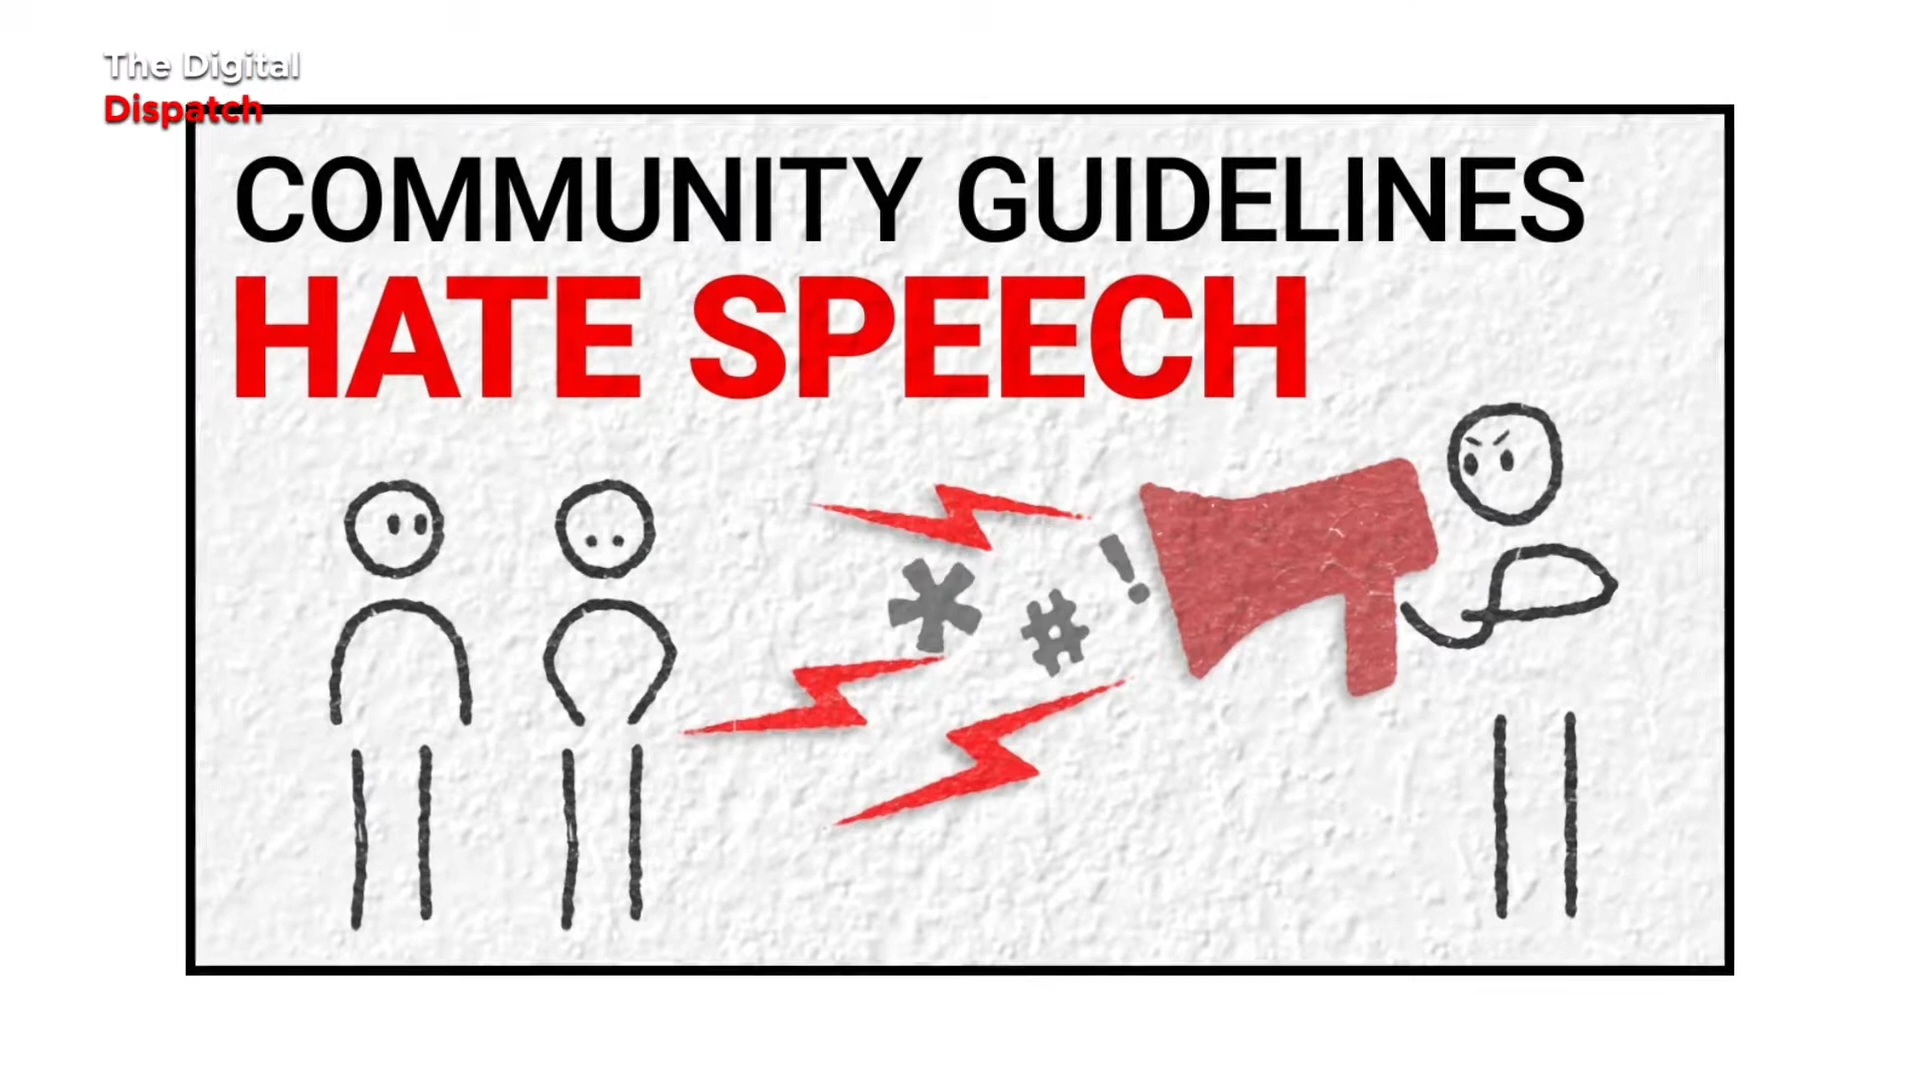 The Digital
Dispatch
COMMUNITY GUIDELINES
HATE SPEECH
* # !